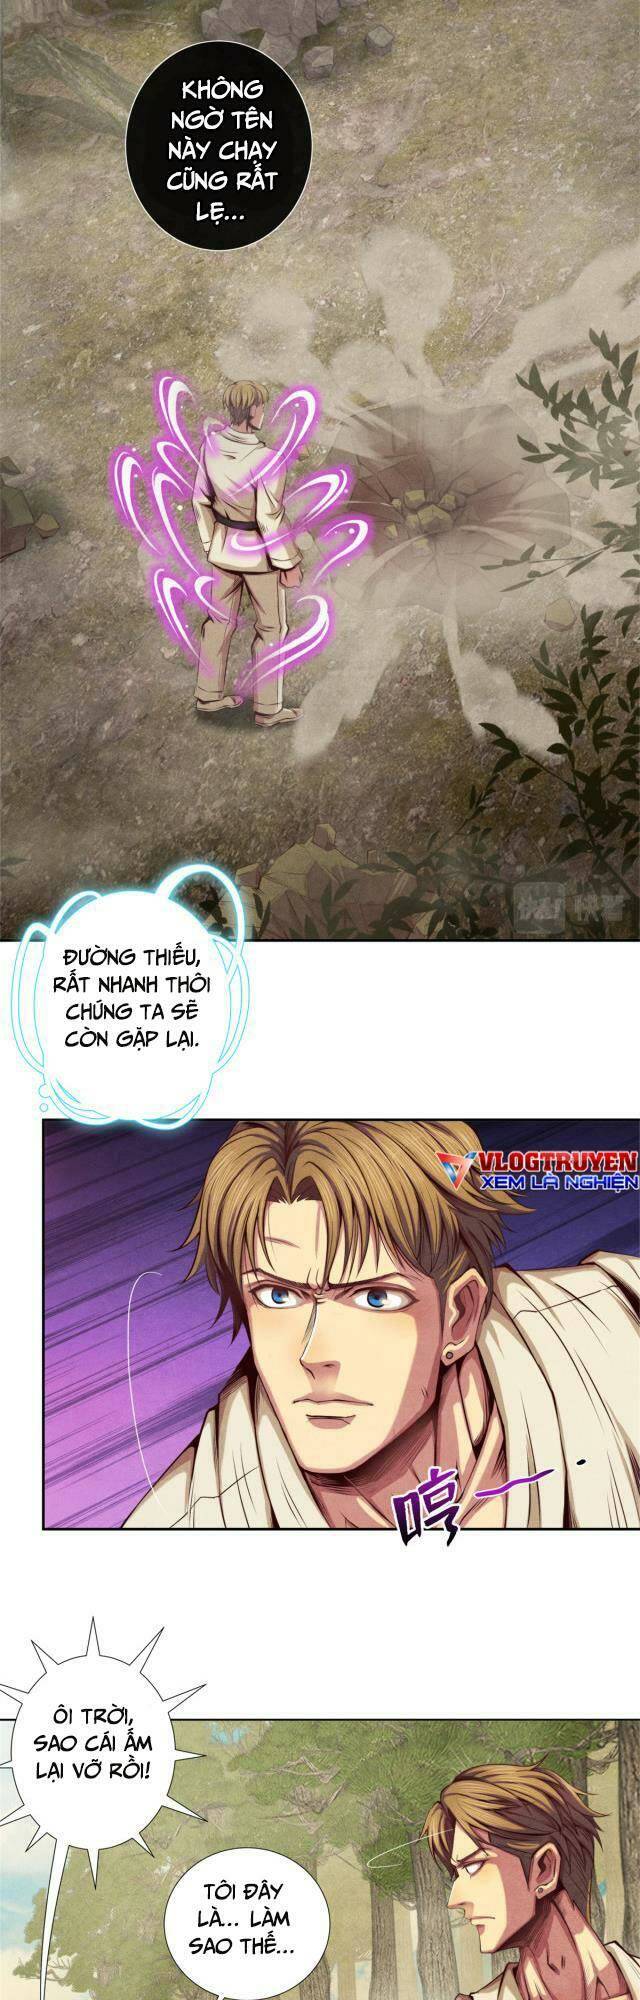 KHÔNG
NGỜ TÊN
NÀY CHẠY
CŨNG RẤT
LẸ...
ĐƯỜNG THIẾU,
RẤT NHANH THÔI
CHÚNG TA SẼ
CÒN GẶP LẠI.
VLOGTRUYEN
XEM LÀ NGHIỆN
哼
ÔI TRỜI,
SAO CÁI ẤM
LẠI VỠ RỒI!
TÔI ĐÂY
LÀ... LÀM
SAO THẾ...